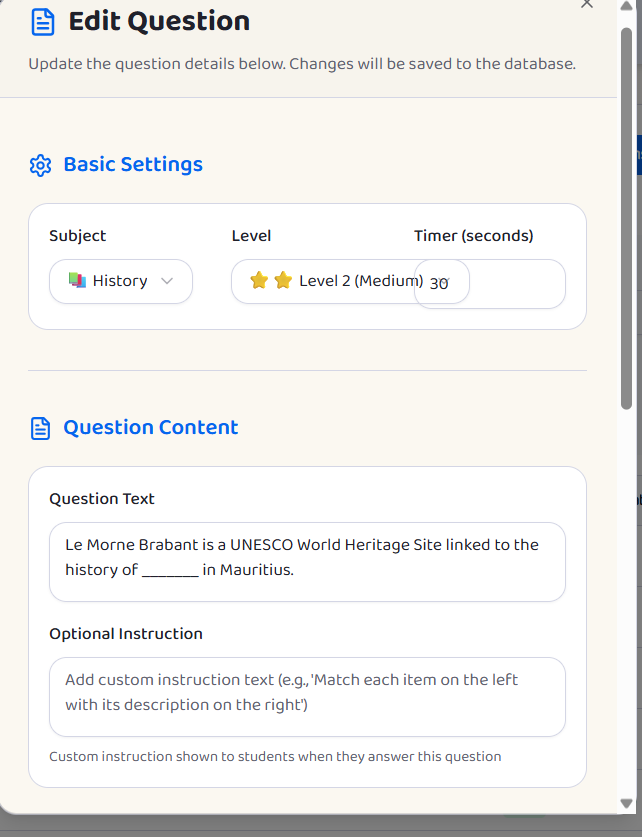 Edit Question
Update the question details below. Changes will be saved to the database.
Basic Settings
Subject
Level
Timer (seconds)
History
Level 2 (Medium)
30
Question Content
Question Text
Le Morne Brabant is a UNESCO World Heritage Site linked to the
history of _______ in Mauritius.
Optional Instruction
Add custom instruction text (e.g., 'Match each item on the left
with its description on the right')
Custom instruction shown to students when they answer this question